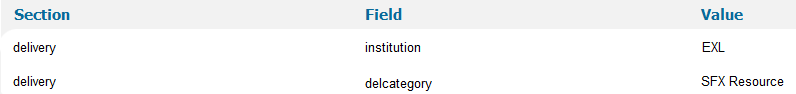 Section Field Value
delivery institution EXL
delivery delcategory SFX Resource